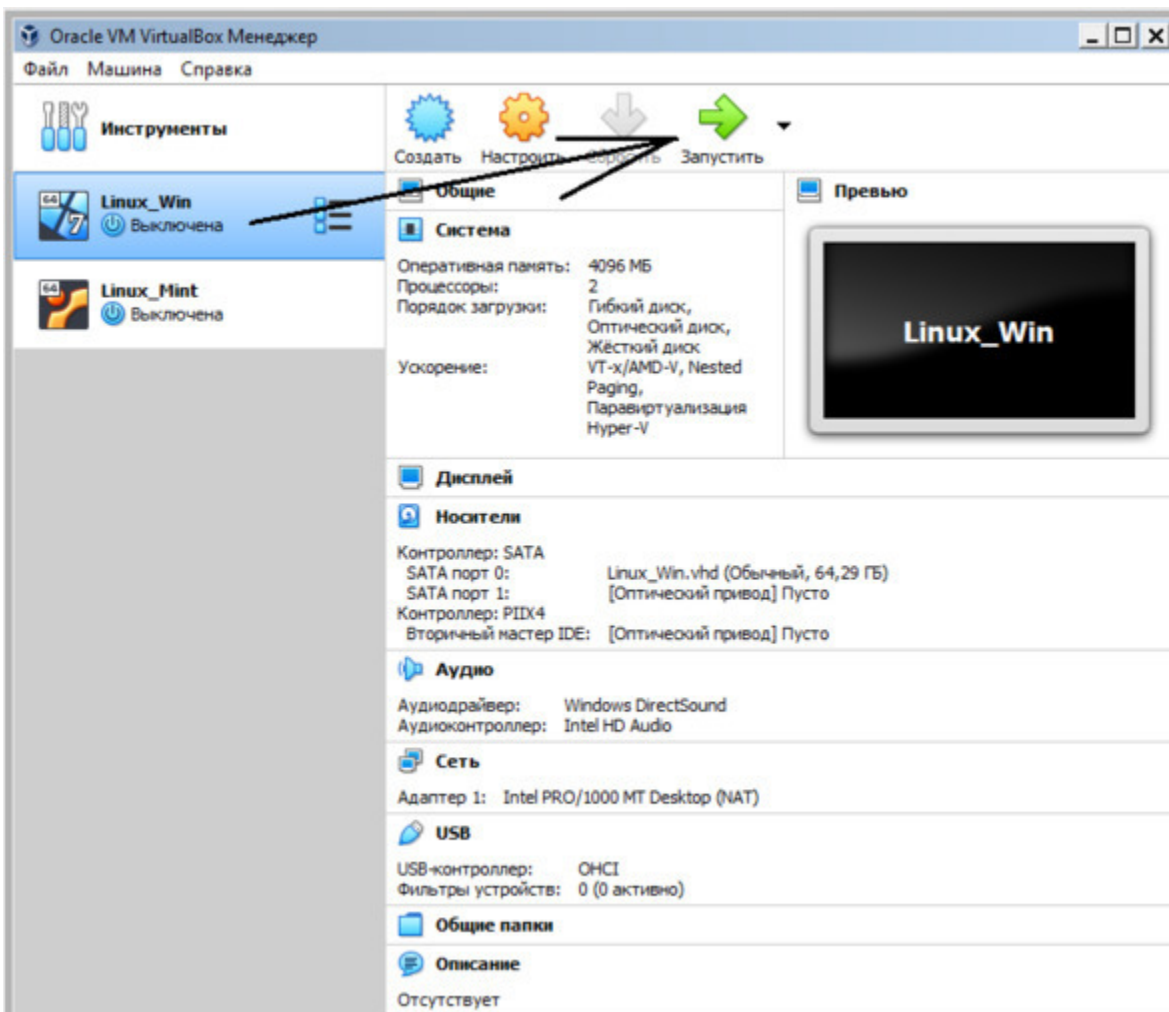 Oracle VM VirtualBox Менеджер
Файл Машина Справка
Инструменты
Создать Настроить Сбросить Запустить
64
7
Linux_Win
Выключена
64
Linux_Mint
Выключена
Общие
Превью
Linux_Win
Система
Оперативная память: 4096 МБ
Процессоры: 2
Порядок загрузки: Гибкий диск,
Оптический диск,
Жёсткий диск
Ускорение: VT-x/AMD-V, Nested
Paging,
Паравиртуализация
Hyper-V
Дисплей
Носители
Контроллер: SATA
SATA порт 0: Linux_Win.vhd (Обычный, 64,29 ГБ)
SATA порт 1: [Оптический привод] Пусто
Контроллер: PIIX4
Вторичный мастер IDE: [Оптический привод] Пусто
Аудио
Аудиодрайвер: Windows DirectSound
Аудиоконтроллер: Intel HD Audio
Сеть
Адаптер 1: Intel PRO/1000 MT Desktop (NAT)
USB
USB-контроллер: OHCI
Фильтры устройств: 0 (0 активно)
Общие папки
Описание
Отсутствует